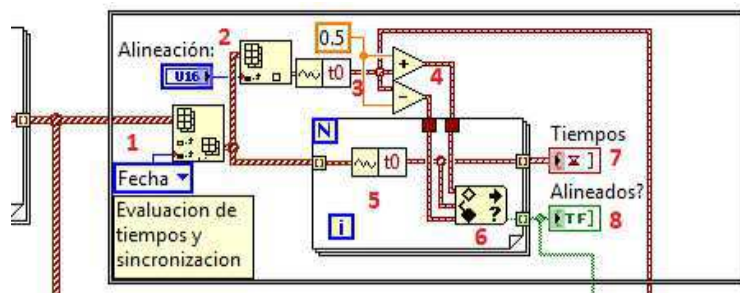 Alineación:
2
0.5
U16
t0
3
+
4
-
1
N
Tiempos
t0
7
Fecha
5
Alineados?
?
TF
8
Evaluacion de
tiempos y
sincronizacion
i
6